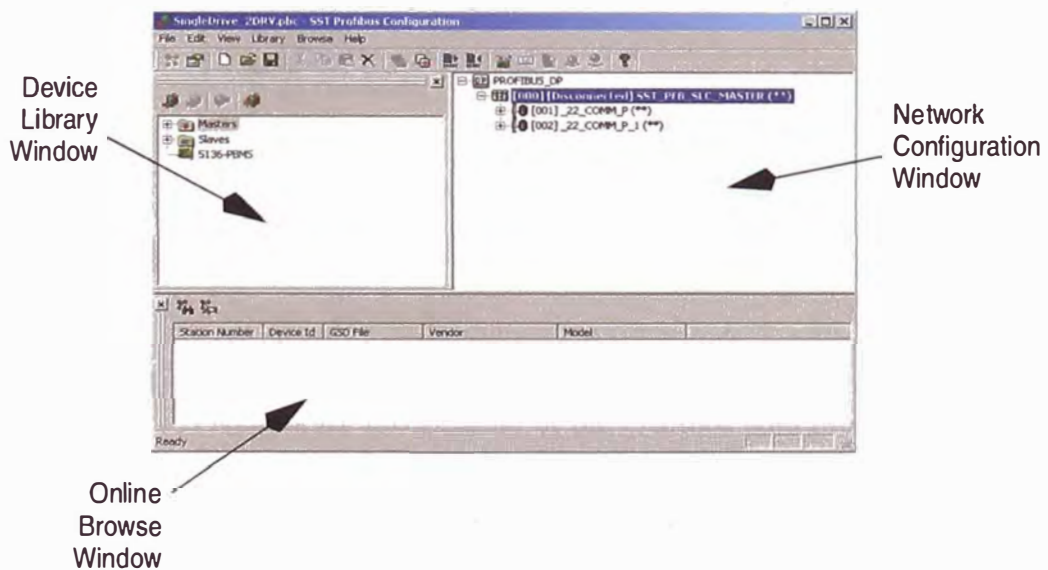 SingleDrive_2DRV.pbc - SST Profibus Configuration
File Edit View Library Browse Help
Device
Library
Window
Masters
Slaves
5136-PBMS
PROFIBUS_DP
[000] [Disconnected] SST_PFB_SLC_MASTER (**)
[001] _22_COMM_P (**)
[002] _22_COMM_P_1 (**)
Network
Configuration
Window
Station Number Device Id GSD File Vendor Model
Ready
Online
Browse
Window